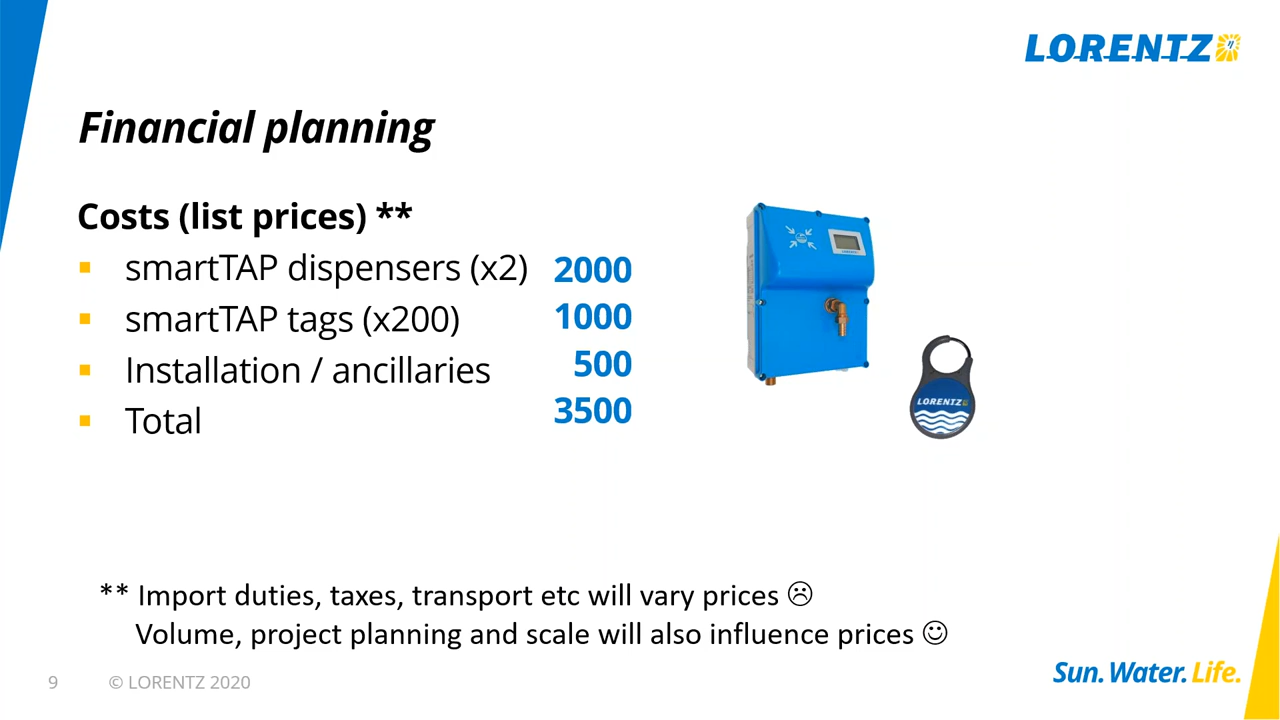 LORENTZ
Financial planning
Costs (list prices) **
▪ smartTAP dispensers (x2) 2000
▪ smartTAP tags (x200) 1000
▪ Installation / ancillaries 500
▪ Total 3500
LORENTZ
** Import duties, taxes, transport etc will vary prices ☹
Volume, project planning and scale will also influence prices ☺
9 © LORENTZ 2020
Sun. Water. Life.